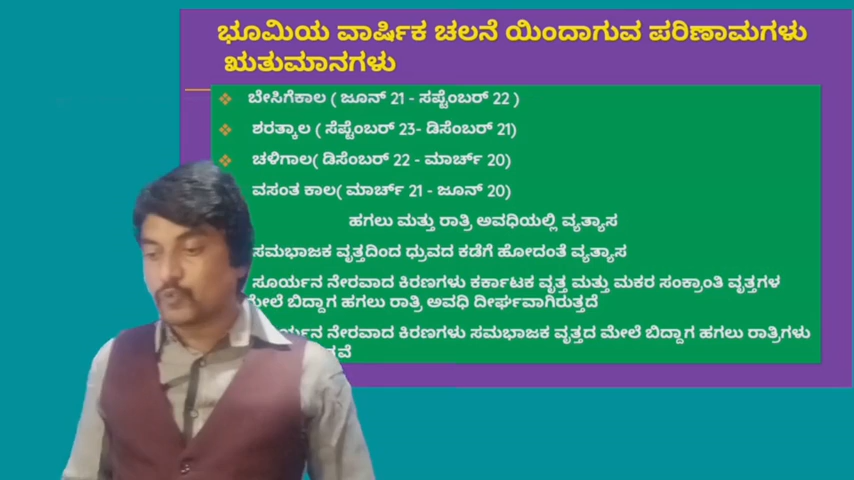 ಭೂಮಿಯ ವಾರ್ಷಿಕ ಚಲನೆ ಯಿಂದಾಗುವ ಪರಿಣಾಮಗಳು
ಋತುಮಾನಗಳು
ಬೇಸಿಗೆಕಾಲ ( ಜೂನ್ 21 - ಸಪ್ಟೆಂಬರ್ 22 )
ಶರತ್ಕಾಲ ( ಸೆಪ್ಟೆಂಬರ್ 23- ಡಿಸೆಂಬರ್ 21)
ಚಳಿಗಾಲ( ಡಿಸೆಂಬರ್ 22 - ಮಾರ್ಚ್ 20)
ವಸಂತ ಕಾಲ( ಮಾರ್ಚ್ 21 - ಜೂನ್ 20)
ಹಗಲು ಮತ್ತು ರಾತ್ರಿ ಅವಧಿಯಲ್ಲಿ ವ್ಯತ್ಯಾಸ
ಸಮಭಾಜಕ ವೃತ್ತದಿಂದ ಧ್ರುವದ ಕಡೆಗೆ ಹೋದಂತೆ ವ್ಯತ್ಯಾಸ
ಸೂರ್ಯನ ನೇರವಾದ ಕಿರಣಗಳು ಕರ್ಕಾಟಕ ವೃತ್ತ ಮತ್ತು ಮಕರ ಸಂಕ್ರಾಂತಿ ವೃತ್ತಗಳ
ಮೇಲೆ ಬಿದ್ದಾಗ ಹಗಲು ರಾತ್ರಿ ಅವಧಿ ದೀರ್ಘವಾಗಿರುತ್ತದೆ
ನೇರವಾದ ಕಿರಣಗಳು ಸಮಭಾಜಕ ವೃತ್ತದ ಮೇಲೆ ಬಿದ್ದಾಗ ಹಗಲು ರಾತ್ರಿಗಳು